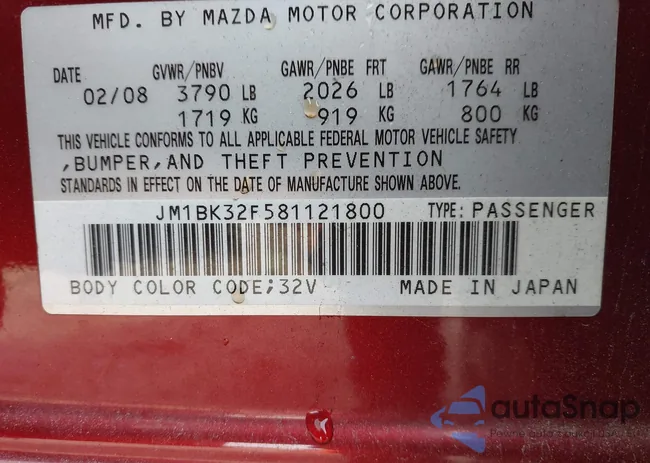 MFD. BY MAZDA MOTOR CORPORATION
DATE GVWR/PNBV GAWR/PNBE FRT GAWR/PNBE RR
02/08 3790 LB 2026 LB 1764 LB
1719 KG 919 KG 800 KG
THIS VEHICLE CONFORMS TO ALL APPLICABLE FEDERAL MOTOR VEHICLE SAFETY
,BUMPER,AND THEFT PREVENTION
STANDARDS IN EFFECT ON THE DATE OF MANUFACTURE SHOWN ABOVE.
JM1BK32F581121800 TYPE: PASSENGER
BODY COLOR CODE;32V MADE IN JAPAN
autaSnap